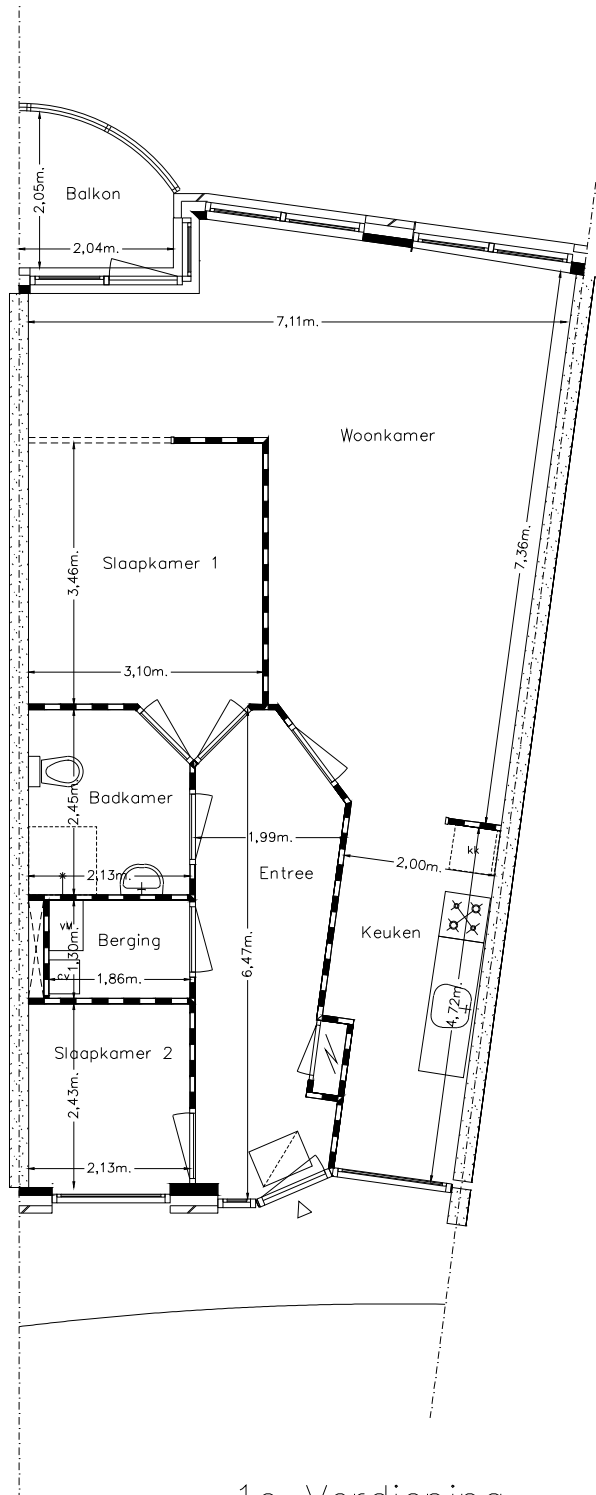 Balkon
2,05m.
2,04m.
7,11m.
Woonkamer
7,36m.
Slaapkamer 1
3,46m.
3,10m.
Badkamer
2,45m.
2,13m.
1,99m.
Entree
2,00m.
kk
Keuken
Berging
1,30m.
1,86m.
cv
6,47m.
4,72m.
Slaapkamer 2
2,43m.
2,13m.